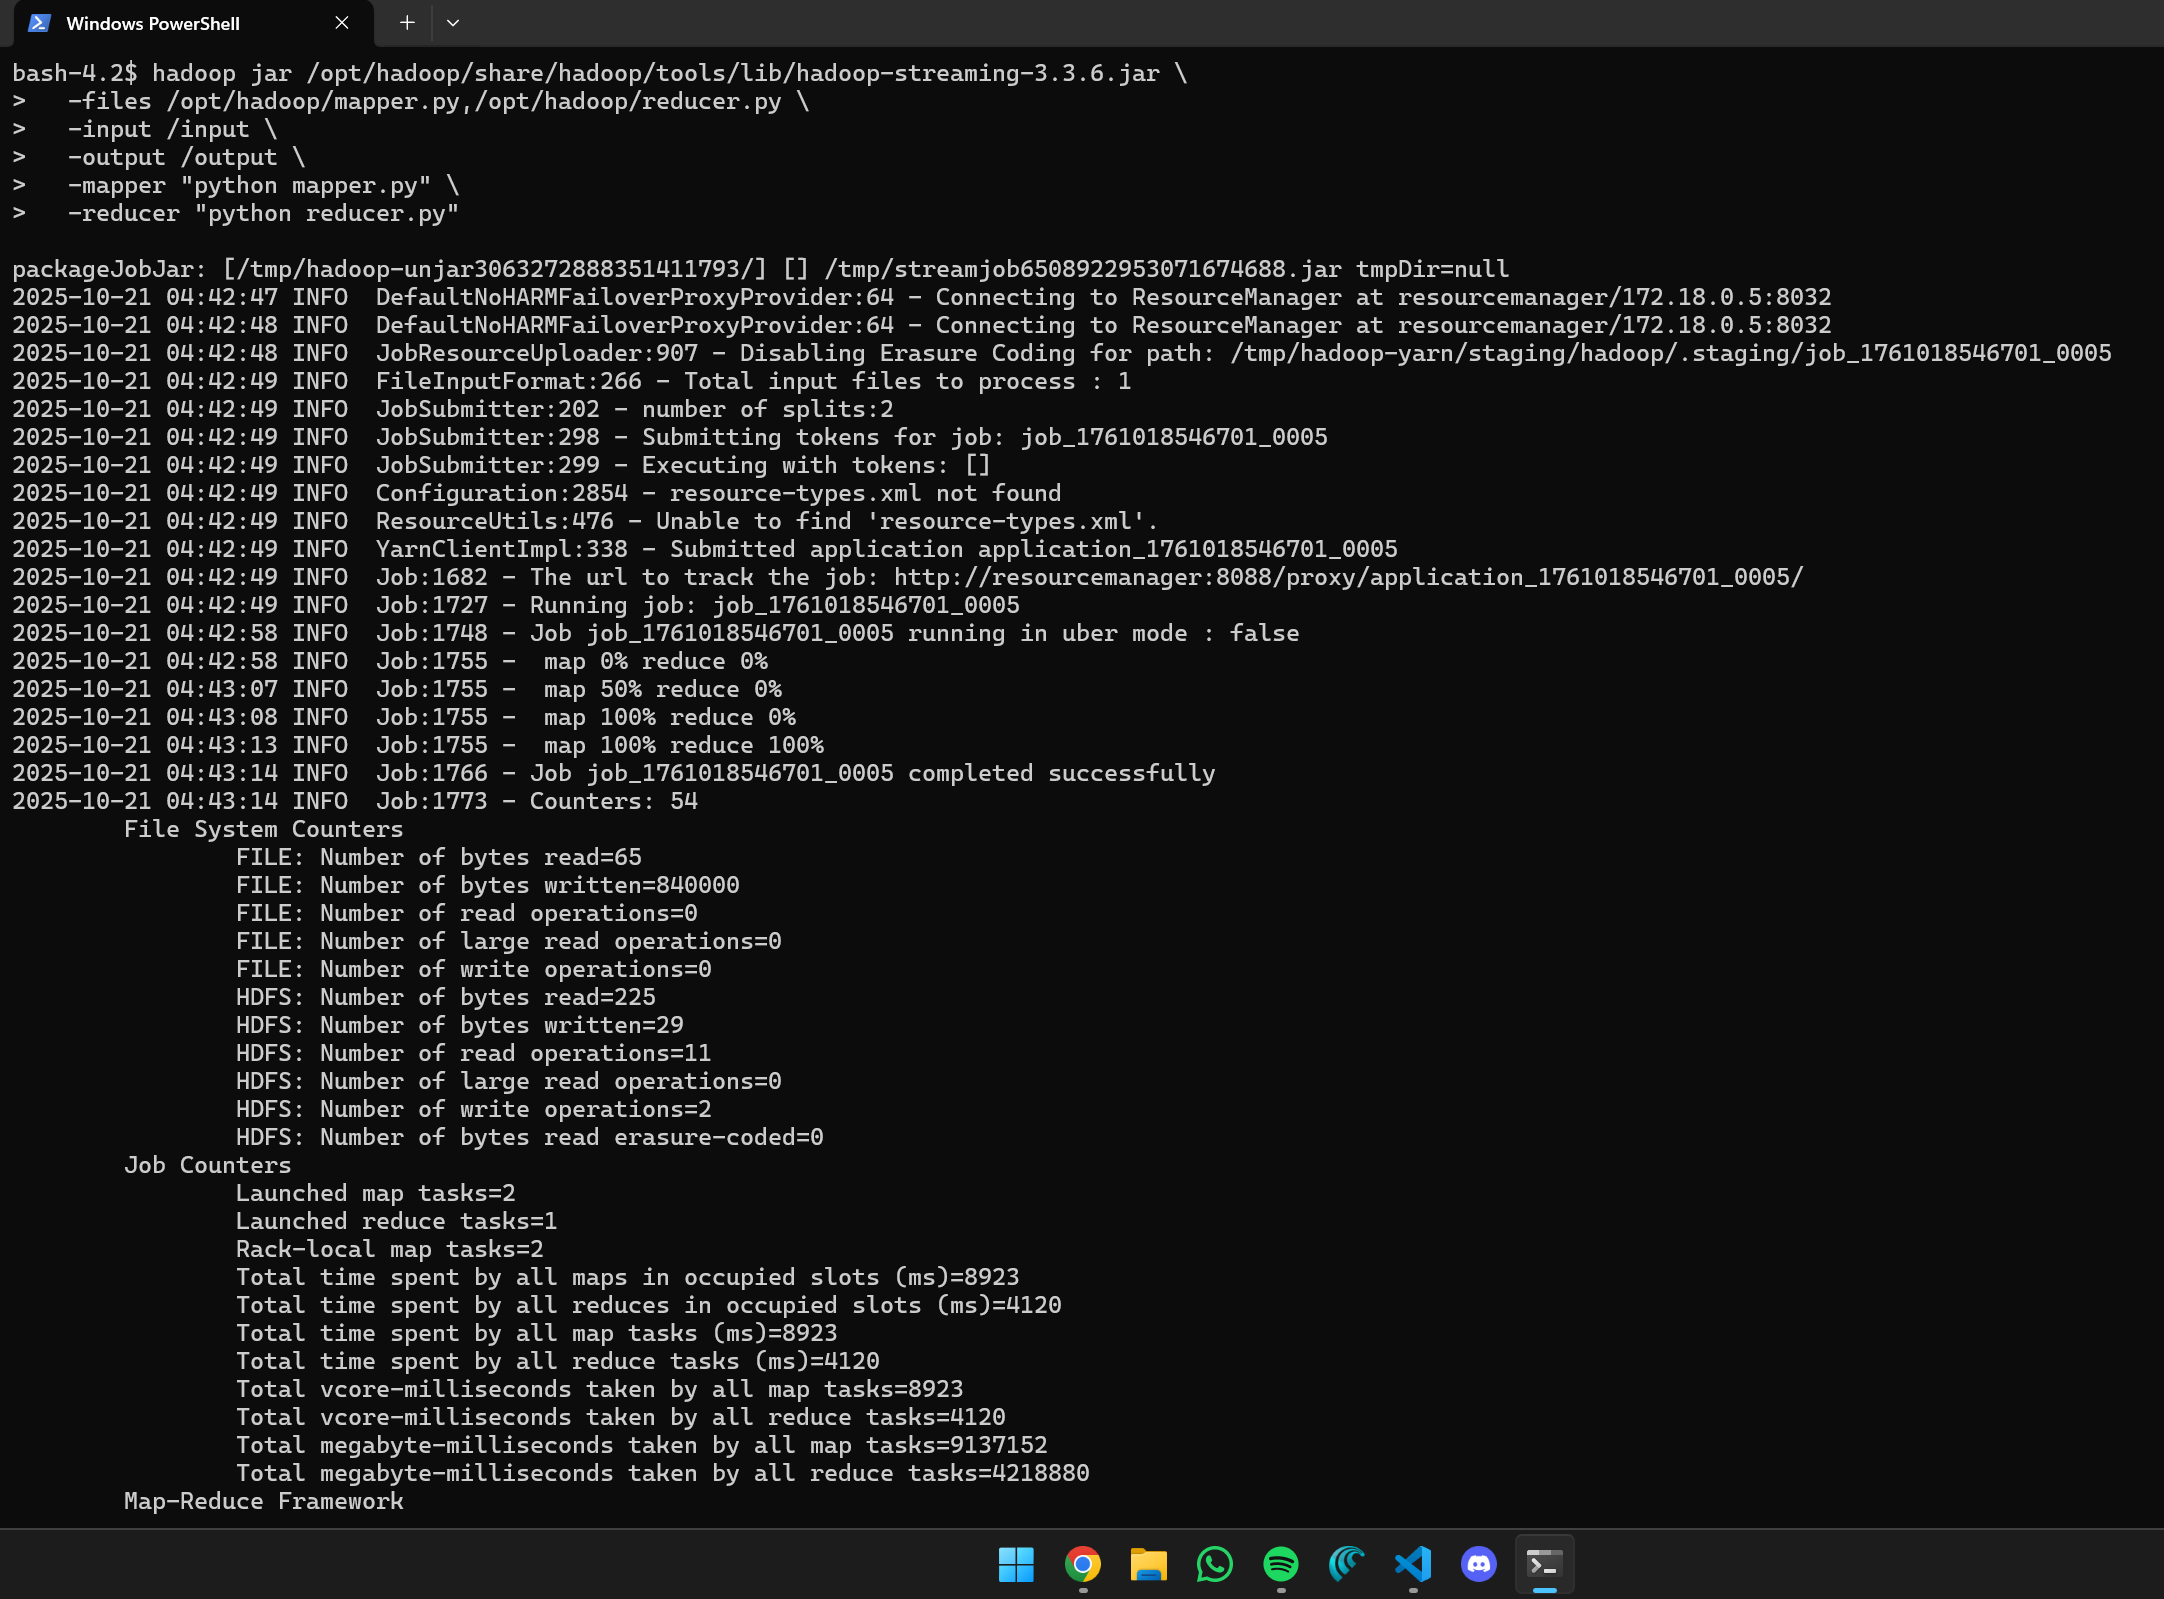 Windows PowerShell
bash-4.2$ hadoop jar /opt/hadoop/share/hadoop/tools/lib/hadoop-streaming-3.3.6.jar \
>   -files /opt/hadoop/mapper.py,/opt/hadoop/reducer.py \
>   -input /input \
>   -output /output \
>   -mapper "python mapper.py" \
>   -reducer "python reducer.py"
packageJobJar: [/tmp/hadoop-unjar3063272888351411793/] [] /tmp/streamjob6508922953071674688.jar tmpDir=null
2025-10-21 04:42:47 INFO  DefaultNoHARMFailoverProxyProvider:64 - Connecting to ResourceManager at resourcemanager/172.18.0.5:8032
2025-10-21 04:42:48 INFO  DefaultNoHARMFailoverProxyProvider:64 - Connecting to ResourceManager at resourcemanager/172.18.0.5:8032
2025-10-21 04:42:48 INFO  JobResourceUploader:907 - Disabling Erasure Coding for path: /tmp/hadoop-yarn/staging/hadoop/.staging/job_1761018546701_0005
2025-10-21 04:42:49 INFO  FileInputFormat:266 - Total input files to process : 1
2025-10-21 04:42:49 INFO  JobSubmitter:202 - number of splits:2
2025-10-21 04:42:49 INFO  JobSubmitter:298 - Submitting tokens for job: job_1761018546701_0005
2025-10-21 04:42:49 INFO  JobSubmitter:299 - Executing with tokens: []
2025-10-21 04:42:49 INFO  Configuration:2854 - resource-types.xml not found
2025-10-21 04:42:49 INFO  ResourceUtils:476 - Unable to find 'resource-types.xml'.
2025-10-21 04:42:49 INFO  YarnClientImpl:338 - Submitted application application_1761018546701_0005
2025-10-21 04:42:49 INFO  Job:1682 - The url to track the job: http://resourcemanager:8088/proxy/application_1761018546701_0005/
2025-10-21 04:42:49 INFO  Job:1727 - Running job: job_1761018546701_0005
2025-10-21 04:42:58 INFO  Job:1748 - Job job_1761018546701_0005 running in uber mode : false
2025-10-21 04:42:58 INFO  Job:1755 -  map 0% reduce 0%
2025-10-21 04:43:07 INFO  Job:1755 -  map 50% reduce 0%
2025-10-21 04:43:08 INFO  Job:1755 -  map 100% reduce 0%
2025-10-21 04:43:13 INFO  Job:1755 -  map 100% reduce 100%
2025-10-21 04:43:14 INFO  Job:1766 - Job job_1761018546701_0005 completed successfully
2025-10-21 04:43:14 INFO  Job:1773 - Counters: 54
File System Counters
FILE: Number of bytes read=65
FILE: Number of bytes written=840000
FILE: Number of read operations=0
FILE: Number of large read operations=0
FILE: Number of write operations=0
HDFS: Number of bytes read=225
HDFS: Number of bytes written=29
HDFS: Number of read operations=11
HDFS: Number of large read operations=0
HDFS: Number of write operations=2
HDFS: Number of bytes read erasure-coded=0
Job Counters
Launched map tasks=2
Launched reduce tasks=1
Rack-local map tasks=2
Total time spent by all maps in occupied slots (ms)=8923
Total time spent by all reduces in occupied slots (ms)=4120
Total time spent by all map tasks (ms)=8923
Total time spent by all reduce tasks (ms)=4120
Total vcore-milliseconds taken by all map tasks=8923
Total vcore-milliseconds taken by all reduce tasks=4120
Total megabyte-milliseconds taken by all map tasks=9137152
Total megabyte-milliseconds taken by all reduce tasks=4218880
Map-Reduce Framework